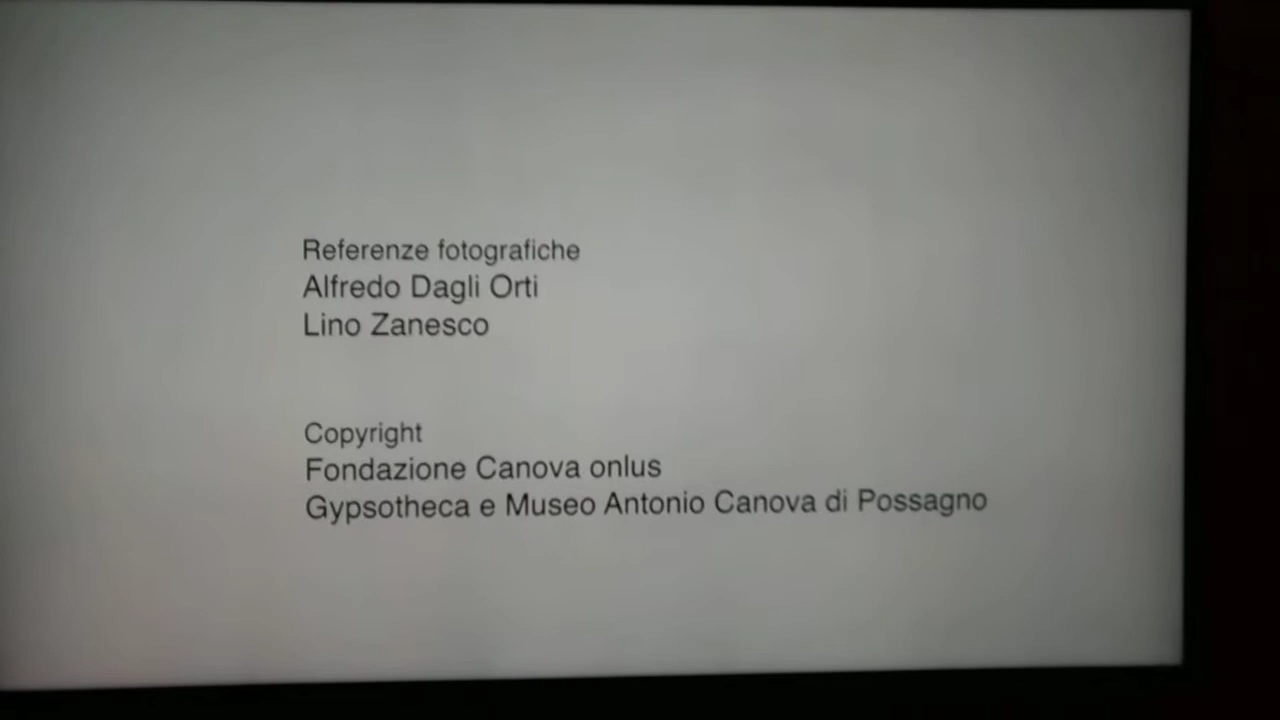 Referenze fotografiche
Alfredo Dagli Orti
Lino Zanesco
Copyright
Fondazione Canova onlus
Gypsotheca e Museo Antonio Canova di Possagno